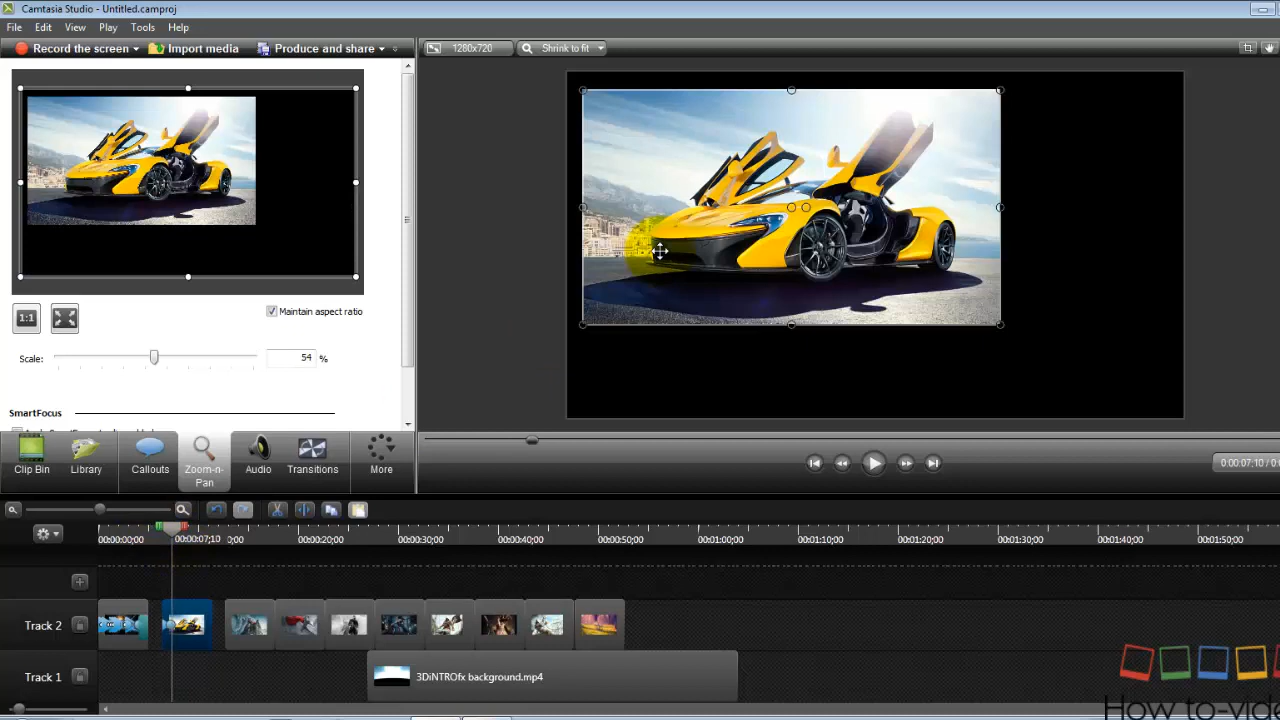 Camtasia Studio - Untitled.camproj
File Edit View Play Tools Help
Record the screen Import media Produce and share 1280x720 Shrink to fit
1:1 Maintain aspect ratio
Scale: 54 %
SmartFocus
Clip Bin Library Callouts Zoom-n-Pan Audio Transitions More
0:00:07;10 /
00:00:00;00 00:00:07;10 00:00:20;00 00:00:30;00 00:00:40;00 00:00:50;00 00:01:00;00 00:01:10;00 00:01:20;00 00:01:30;00 00:01:40;00 00:01:50;00
Track 2
Track 1 3DiNTROfx background.mp4
How to-vid